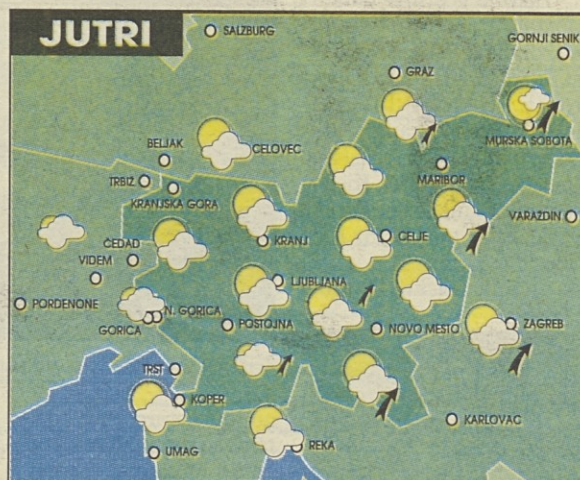 JUTRI
SALZBURG
GORNJI SENIK
GRAZ
MURSKA SOBOTA
BELJAK
CELOVEC
TRBIŽ
MARIBOR
KRANJSKA GORA
VARAŽDIN
ČEDAD
KRANJ
CELJE
VIDEM
LJUBLJANA
PORDENONE
N. GORICA
GORICA
POSTOJNA
NOVO MESTO
ZAGREB
TRST
KOPER
KARLOVAC
UMAG
REKA